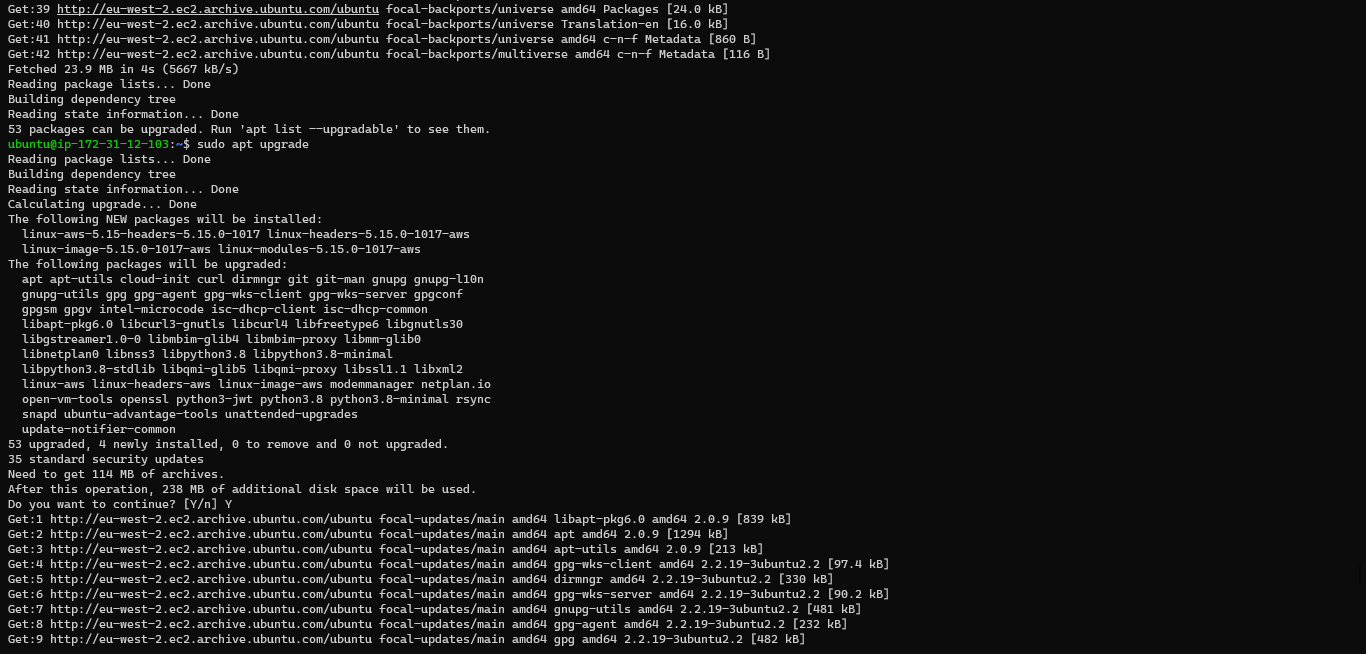 Get:39 http://eu-west-2.ec2.archive.ubuntu.com/ubuntu focal-backports/universe amd64 Packages [24.0 kB]
Get:40 http://eu-west-2.ec2.archive.ubuntu.com/ubuntu focal-backports/universe Translation-en [16.0 kB]
Get:41 http://eu-west-2.ec2.archive.ubuntu.com/ubuntu focal-backports/universe amd64 c-n-f Metadata [860 B]
Get:42 http://eu-west-2.ec2.archive.ubuntu.com/ubuntu focal-backports/multiverse amd64 c-n-f Metadata [116 B]
Fetched 23.9 MB in 4s (5667 kB/s)
Reading package lists... Done
Building dependency tree
Reading state information... Done
53 packages can be upgraded. Run 'apt list --upgradable' to see them.
ubuntu@ip-172-31-12-103:~$ sudo apt upgrade
Reading package lists... Done
Building dependency tree
Reading state information... Done
Calculating upgrade... Done
The following NEW packages will be installed:
  linux-aws-5.15-headers-5.15.0-1017 linux-headers-5.15.0-1017-aws
  linux-image-5.15.0-1017-aws linux-modules-5.15.0-1017-aws
The following packages will be upgraded:
  apt apt-utils cloud-init curl dirmngr git git-man gnupg gnupg-l10n
  gnupg-utils gpg gpg-agent gpg-wks-client gpg-wks-server gpgconf
  gpgsm gpgv intel-microcode isc-dhcp-client isc-dhcp-common
  libapt-pkg6.0 libcurl3-gnutls libcurl4 libfreetype6 libgnutls30
  libgstreamer1.0-0 libmbim-glib4 libmbim-proxy libmm-glib0
  libnetplan0 libnss3 libpython3.8 libpython3.8-minimal
  libpython3.8-stdlib libqmi-glib5 libqmi-proxy libssl1.1 libxml2
  linux-aws linux-headers-aws linux-image-aws modemmanager netplan.io
  open-vm-tools openssl python3-jwt python3.8 python3.8-minimal rsync
  snapd ubuntu-advantage-tools unattended-upgrades
  update-notifier-common
53 upgraded, 4 newly installed, 0 to remove and 0 not upgraded.
35 standard security updates
Need to get 114 MB of archives.
After this operation, 238 MB of additional disk space will be used.
Do you want to continue? [Y/n] Y
Get:1 http://eu-west-2.ec2.archive.ubuntu.com/ubuntu focal-updates/main amd64 libapt-pkg6.0 amd64 2.0.9 [839 kB]
Get:2 http://eu-west-2.ec2.archive.ubuntu.com/ubuntu focal-updates/main amd64 apt amd64 2.0.9 [1294 kB]
Get:3 http://eu-west-2.ec2.archive.ubuntu.com/ubuntu focal-updates/main amd64 apt-utils amd64 2.0.9 [213 kB]
Get:4 http://eu-west-2.ec2.archive.ubuntu.com/ubuntu focal-updates/main amd64 gpg-wks-client amd64 2.2.19-3ubuntu2.2 [97.4 kB]
Get:5 http://eu-west-2.ec2.archive.ubuntu.com/ubuntu focal-updates/main amd64 dirmngr amd64 2.2.19-3ubuntu2.2 [330 kB]
Get:6 http://eu-west-2.ec2.archive.ubuntu.com/ubuntu focal-updates/main amd64 gpg-wks-server amd64 2.2.19-3ubuntu2.2 [90.2 kB]
Get:7 http://eu-west-2.ec2.archive.ubuntu.com/ubuntu focal-updates/main amd64 gnupg-utils amd64 2.2.19-3ubuntu2.2 [481 kB]
Get:8 http://eu-west-2.ec2.archive.ubuntu.com/ubuntu focal-updates/main amd64 gpg-agent amd64 2.2.19-3ubuntu2.2 [232 kB]
Get:9 http://eu-west-2.ec2.archive.ubuntu.com/ubuntu focal-updates/main amd64 gpg amd64 2.2.19-3ubuntu2.2 [482 kB]